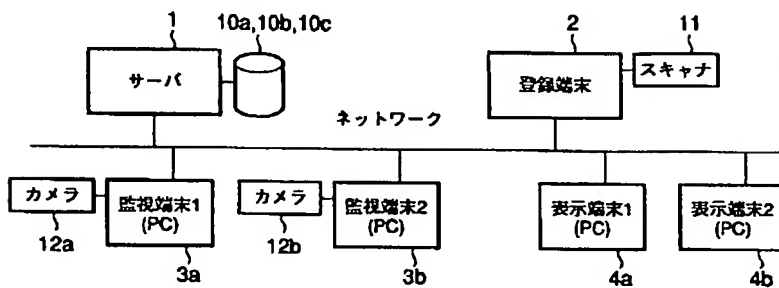 1
10a,10b,10c
2
11
サーバ
登録端末
スキャナ
ネットワーク
カメラ
監視端末1
(PC)
カメラ
監視端末2
(PC)
表示端末1
(PC)
表示端末2
(PC)
12a
3a
12b
3b
4a
4b